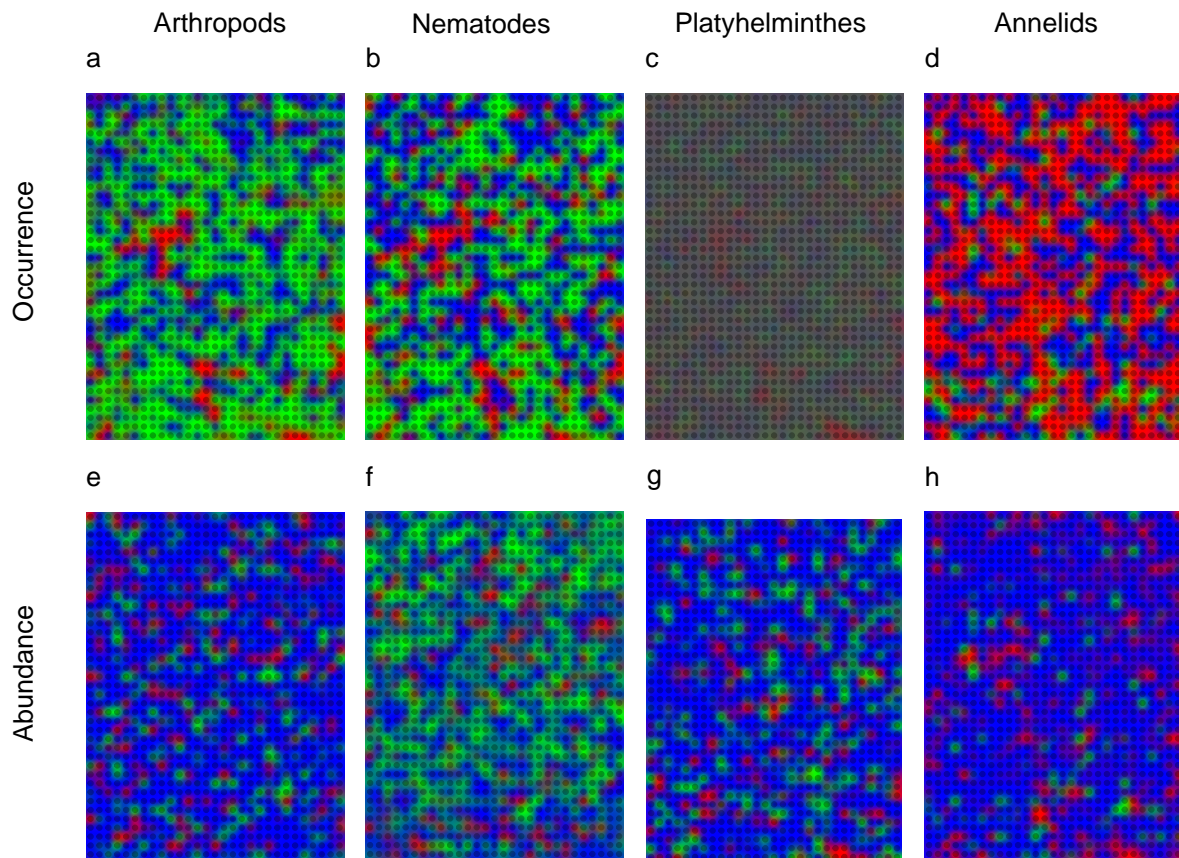 Arthropods Nematodes Platyhelminthes Annelids
a b c d
Occurrence
e f g h
Abundance